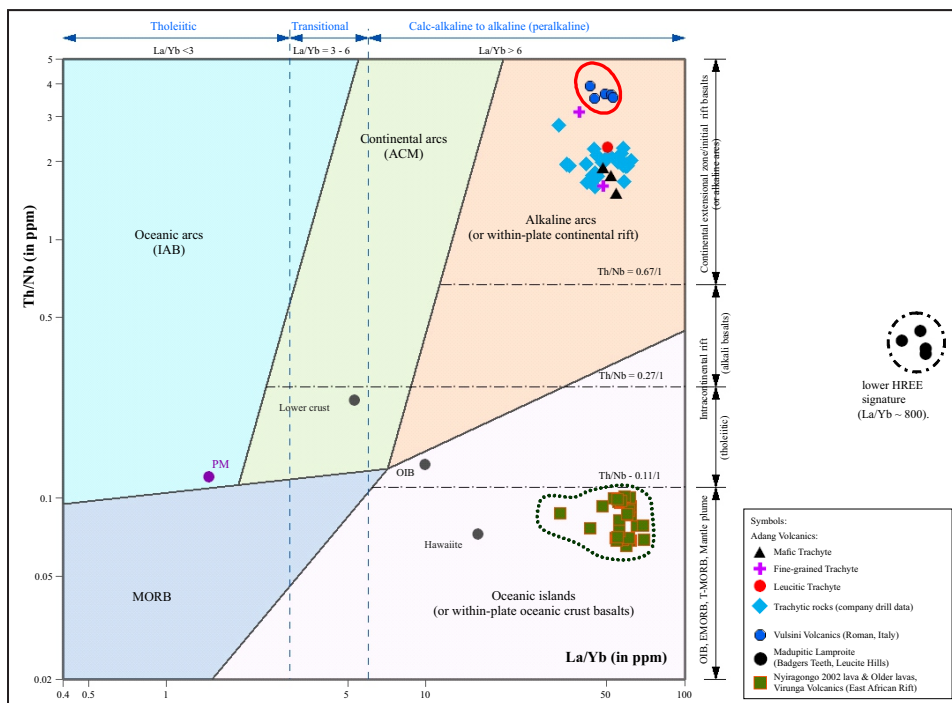 Tholeiitic
Transitional
Calc-alkaline to alkaline (peralkaline)
La/Yb <3
La/Yb = 3 - 6
La/Yb > 6
5
4
3
2
1
0.5
0.1
0.05
0.02
Th/Nb (in ppm)
Continental arcs
(ACM)
Oceanic arcs
(IAB)
Alkaline arcs
(or within-plate continental rift)
Th/Nb = 0.67/1
Th/Nb = 0.27/1
Lower crust
PM
OIB
Th/Nb - 0.11/1
Hawaiite
MORB
Oceanic islands
(or within-plate oceanic crust basalts)
La/Yb (in ppm)
0.4
0.5
1
5
10
50
100
Continental extensional zone/initial rift basalts
(or alkaline arcs)
Intracontinental rift
(alkali basalts)
(tholeiitic)
OIB, EMORB, T-MORB, Mantle plume
lower HREE
signature
(La/Yb ~ 800).
Symbols:
Adang Volcanics:
Mafic Trachyte
Fine-grained Trachyte
Leucitic Trachyte
Trachytic rocks (company drill data)
Vulsini Volcanics (Roman, Italy)
Madupitic Lamproite
(Badgers Teeth, Leucite Hills)
Nyiragongo 2002 lava & Older lavas,
Virunga Volcanics (East African Rift)